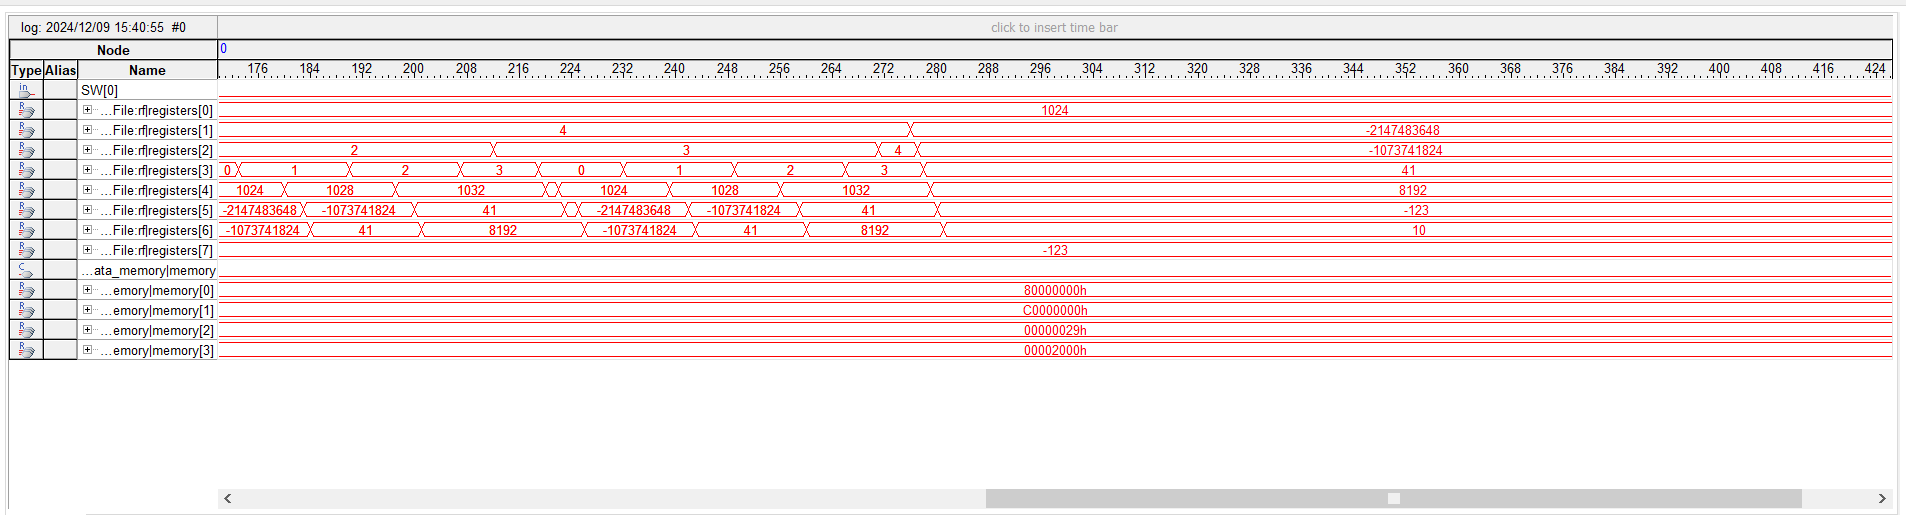 log: 2024/12/09 15:40:55 #0 click to insert time bar
Node 0
Type Alias Name 176 184 192 200 208 216 224 232 240 248 256 264 272 280 288 296 304 312 320 328 336 344 352 360 368 376 384 392 400 408 416 424
in SW[0]
R ...File:rf|registers[0] 1024
R ...File:rf|registers[1] 4 -2147483648
R ...File:rf|registers[2] 2 3 4 -1073741824
R ...File:rf|registers[3] 0 1 2 3 0 1 2 3 41
R ...File:rf|registers[4] 1024 1028 1032 1024 1028 1032 8192
R ...File:rf|registers[5] -2147483648 -1073741824 41 -2147483648 -1073741824 41 -123
R ...File:rf|registers[6] -1073741824 41 8192 -1073741824 41 8192 10
R ...File:rf|registers[7] -123
C ...ata_memory|memory
R ...emory|memory[0] 80000000h
R ...emory|memory[1] C0000000h
R ...emory|memory[2] 00000029h
R ...emory|memory[3] 00002000h